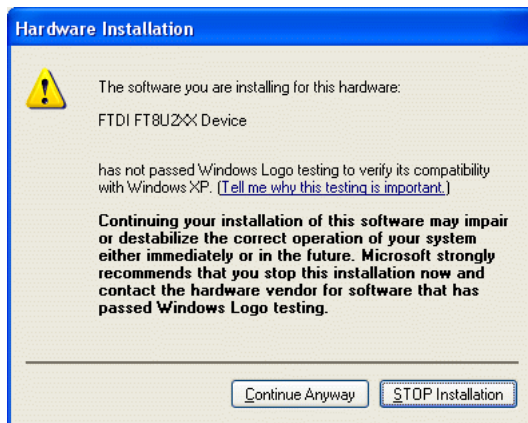 Hardware Installation
The software you are installing for this hardware:
FTDI FT8U2XX Device
has not passed Windows Logo testing to verify its compatibility
with Windows XP. (Tell me why this testing is important.)
Continuing your installation of this software may impair
or destabilize the correct operation of your system
either immediately or in the future. Microsoft strongly
recommends that you stop this installation now and
contact the hardware vendor for software that has
passed Windows Logo testing.
Continue Anyway
STOP Installation